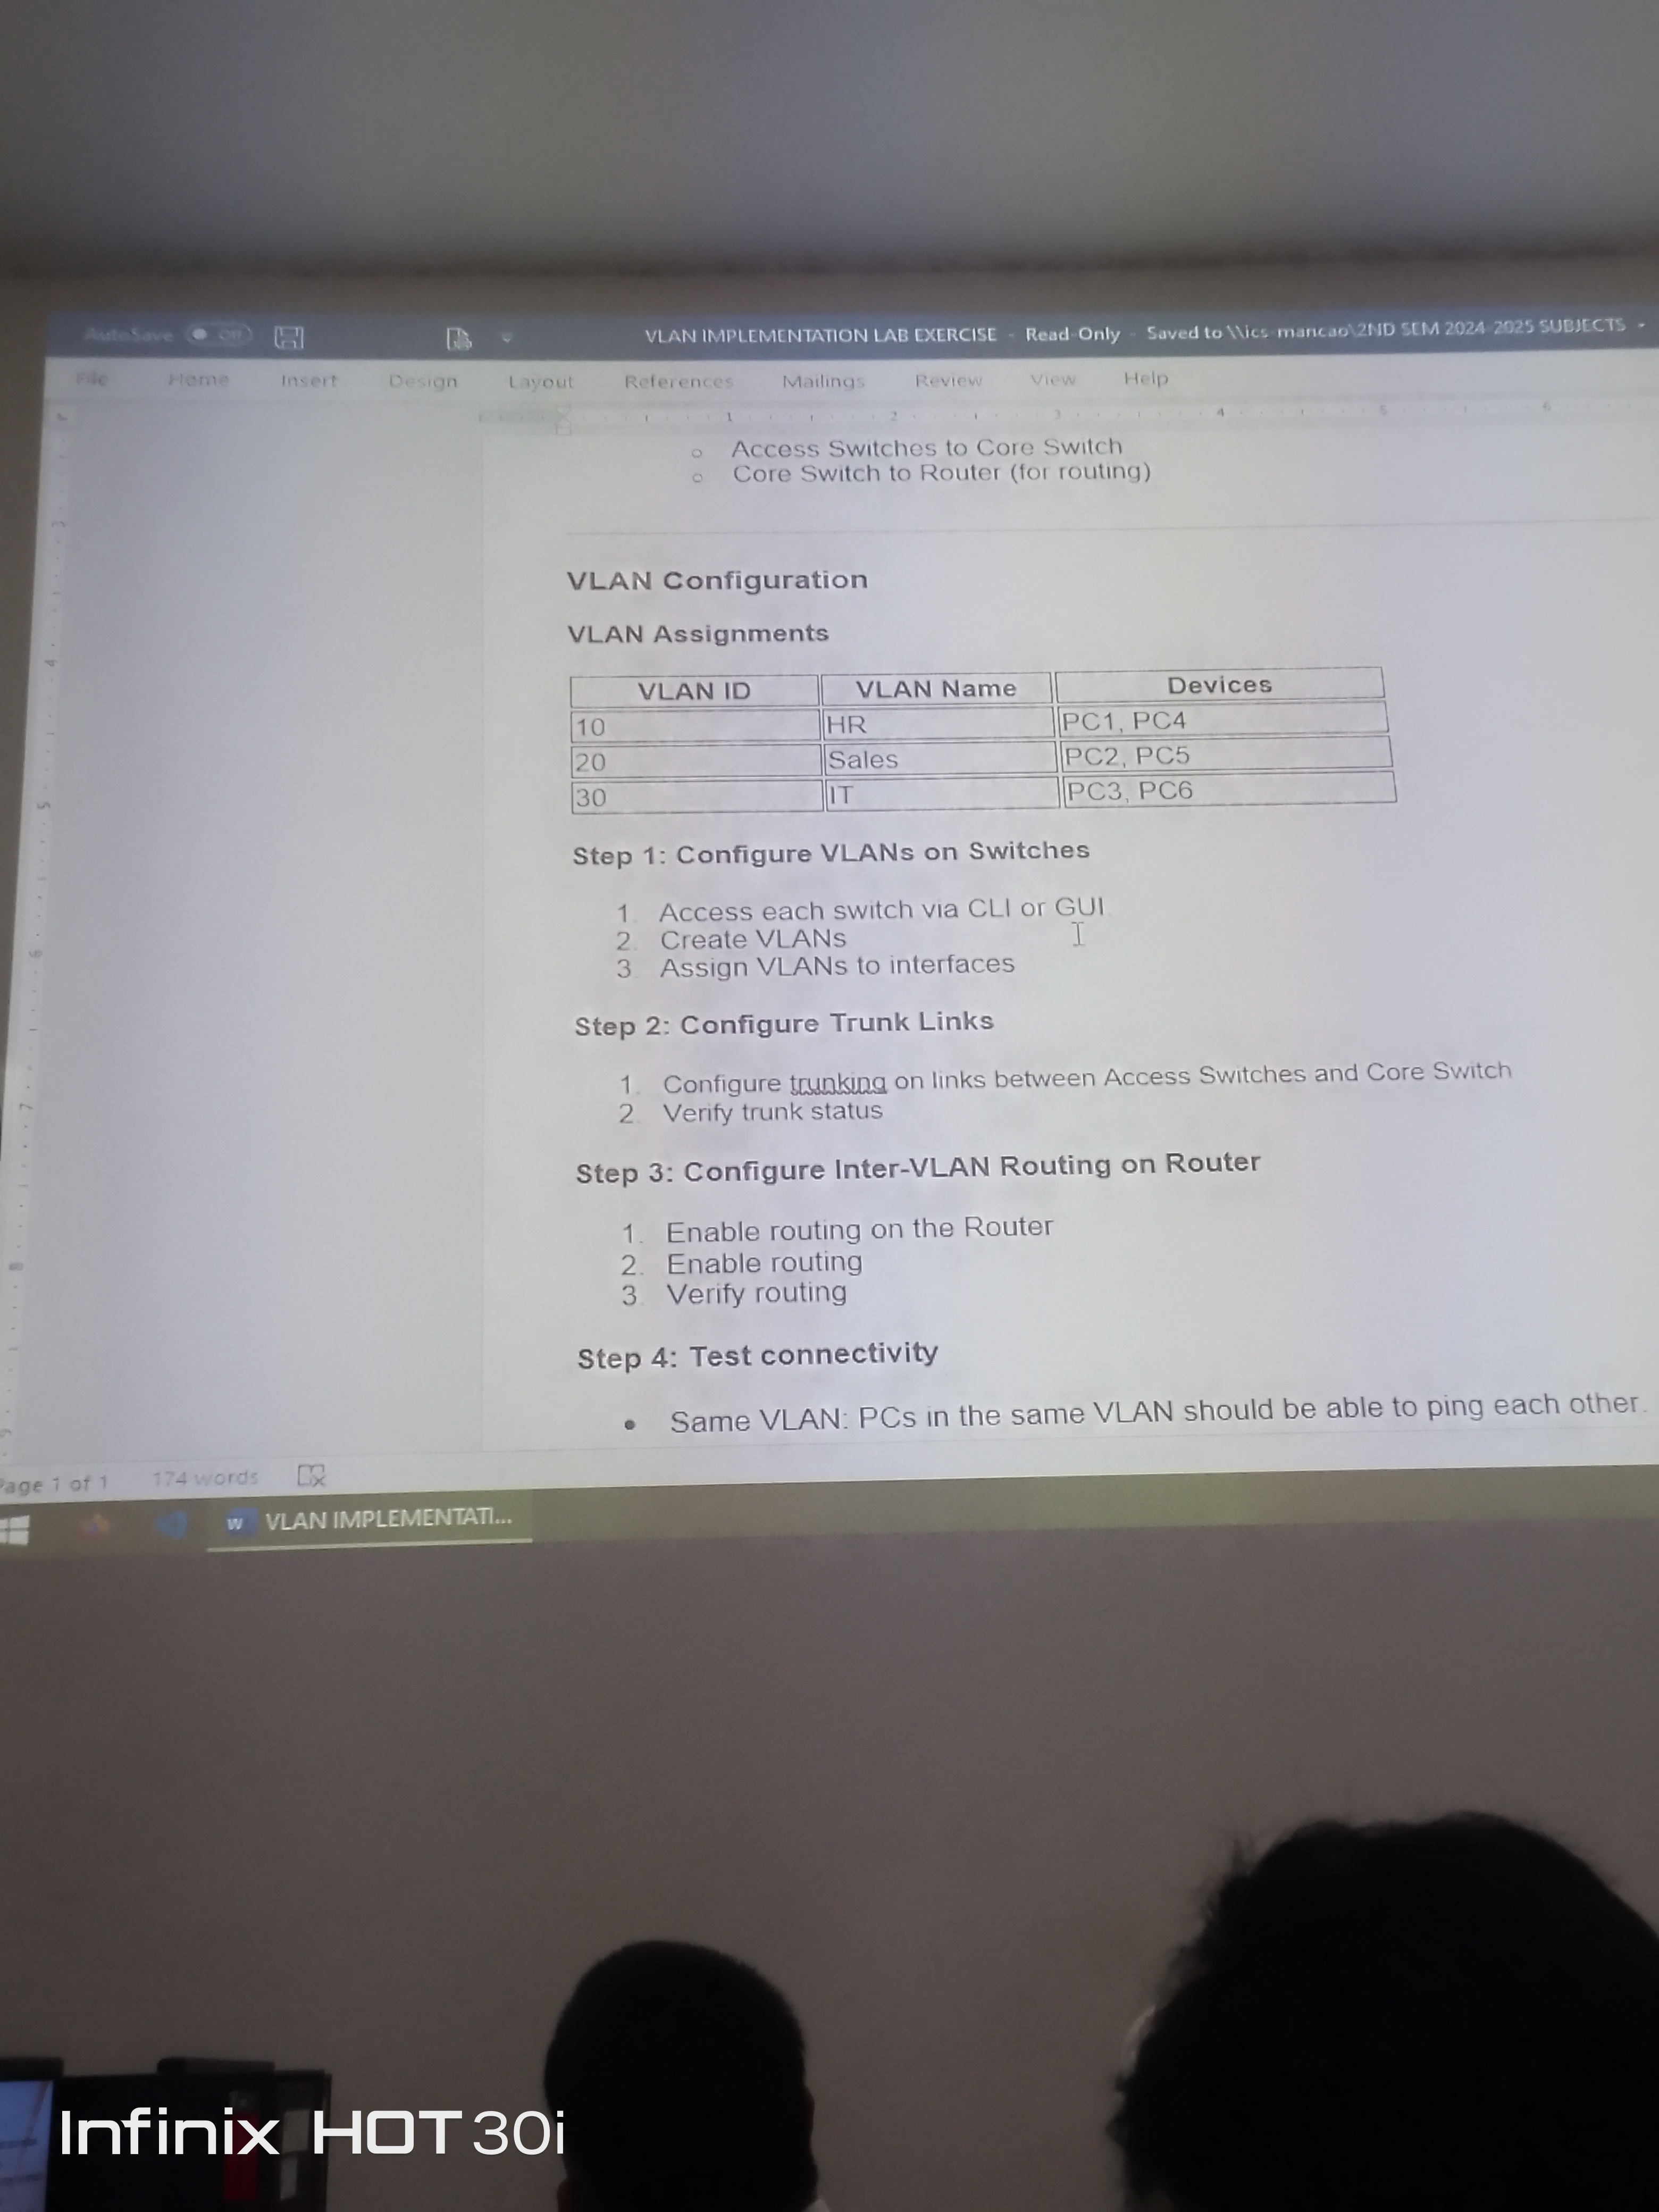 AutoSave Off
VLAN IMPLEMENTATION LAB EXERCISE - Read-Only - Saved to \\ics-mancao\2ND SEM 2024-2025 SUBJECTS
File Home Insert Design Layout References Mailings Review View Help
1 2 3 4 5 6
○ Access Switches to Core Switch
○ Core Switch to Router (for routing)
VLAN Configuration
VLAN Assignments
VLAN ID VLAN Name Devices
10 HR PC1, PC4
20 Sales PC2, PC5
30 IT PC3, PC6
Step 1: Configure VLANs on Switches
1. Access each switch via CLI or GUI
2. Create VLANs
3. Assign VLANs to interfaces
Step 2: Configure Trunk Links
1. Configure trunking on links between Access Switches and Core Switch
2. Verify trunk status
Step 3: Configure Inter-VLAN Routing on Router
1. Enable routing on the Router
2. Enable routing
3. Verify routing
Step 4: Test connectivity
• Same VLAN: PCs in the same VLAN should be able to ping each other.
Page 1 of 1 174 words
VLAN IMPLEMENTATI...
Infinix HOT 30i